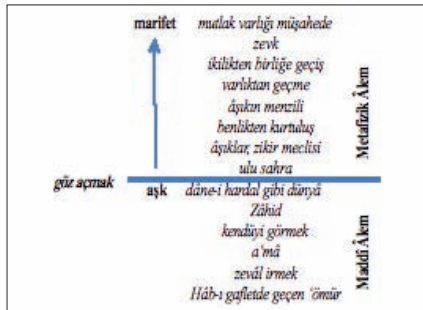 marifet mutlak varlığı müşahede
zevk
ikilikten birliğe geçiş
varlıktan geçme
âşıkın menzili
benlikten kurtuluş
âşıklar, zikir meclisi
ulu sahra
Metafizik Âlem
göz açmak
aşk dâne-i hardal gibi dünyâ
Zâhid
kendüyi görmek
a'mâ
zevâl irmek
Hâb-ı gafletde geçen 'ömür
Maddî Âlem